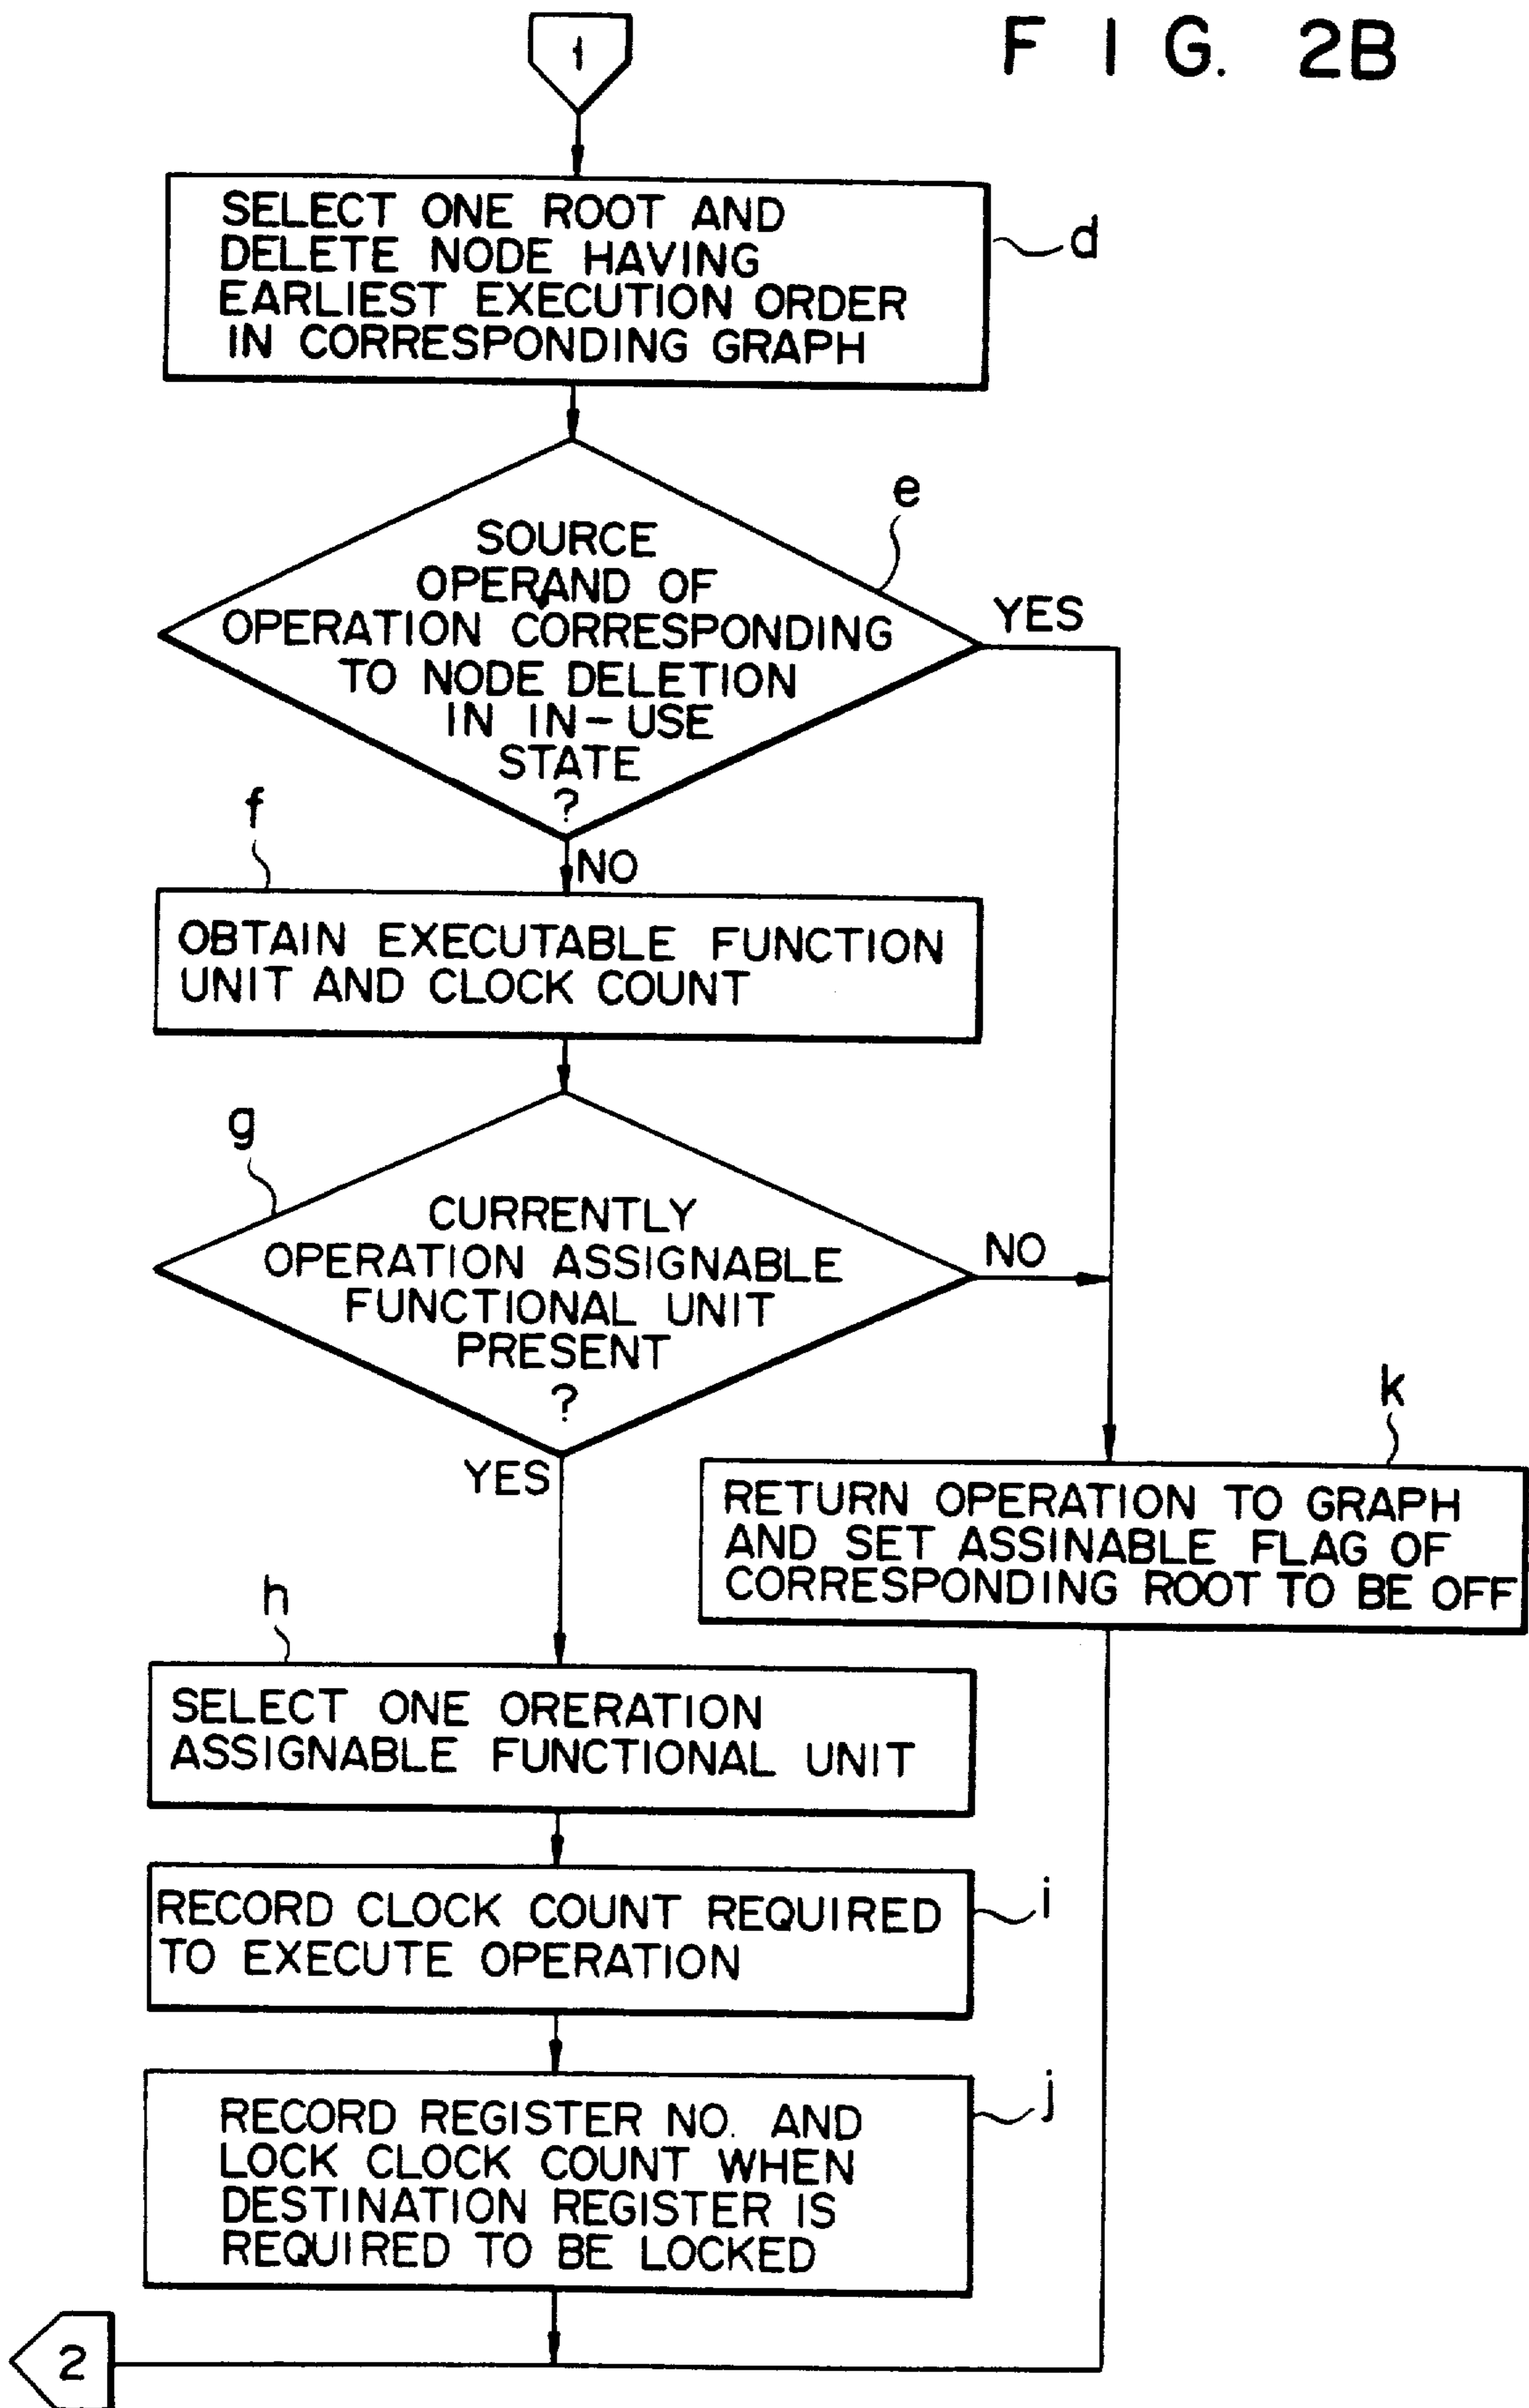 1
F I G. 2B
SELECT ONE ROOT AND
DELETE NODE HAVING
EARLIEST EXECUTION ORDER
IN CORRESPONDING GRAPH
d
e
SOURCE
OPERAND OF
OPERATION CORRESPONDING
TO NODE DELETION
IN IN-USE
STATE
?
YES
NO
f
OBTAIN EXECUTABLE FUNCTION
UNIT AND CLOCK COUNT
g
CURRENTLY
OPERATION ASSIGNABLE
FUNCTIONAL UNIT
PRESENT
?
NO
YES
k
RETURN OPERATION TO GRAPH
AND SET ASSINABLE FLAG OF
CORRESPONDING ROOT TO BE OFF
h
SELECT ONE ORERATION
ASSIGNABLE FUNCTIONAL UNIT
RECORD CLOCK COUNT REQUIRED
TO EXECUTE OPERATION
i
RECORD REGISTER NO. AND
LOCK CLOCK COUNT WHEN
DESTINATION REGISTER IS
REQUIRED TO BE LOCKED
j
2